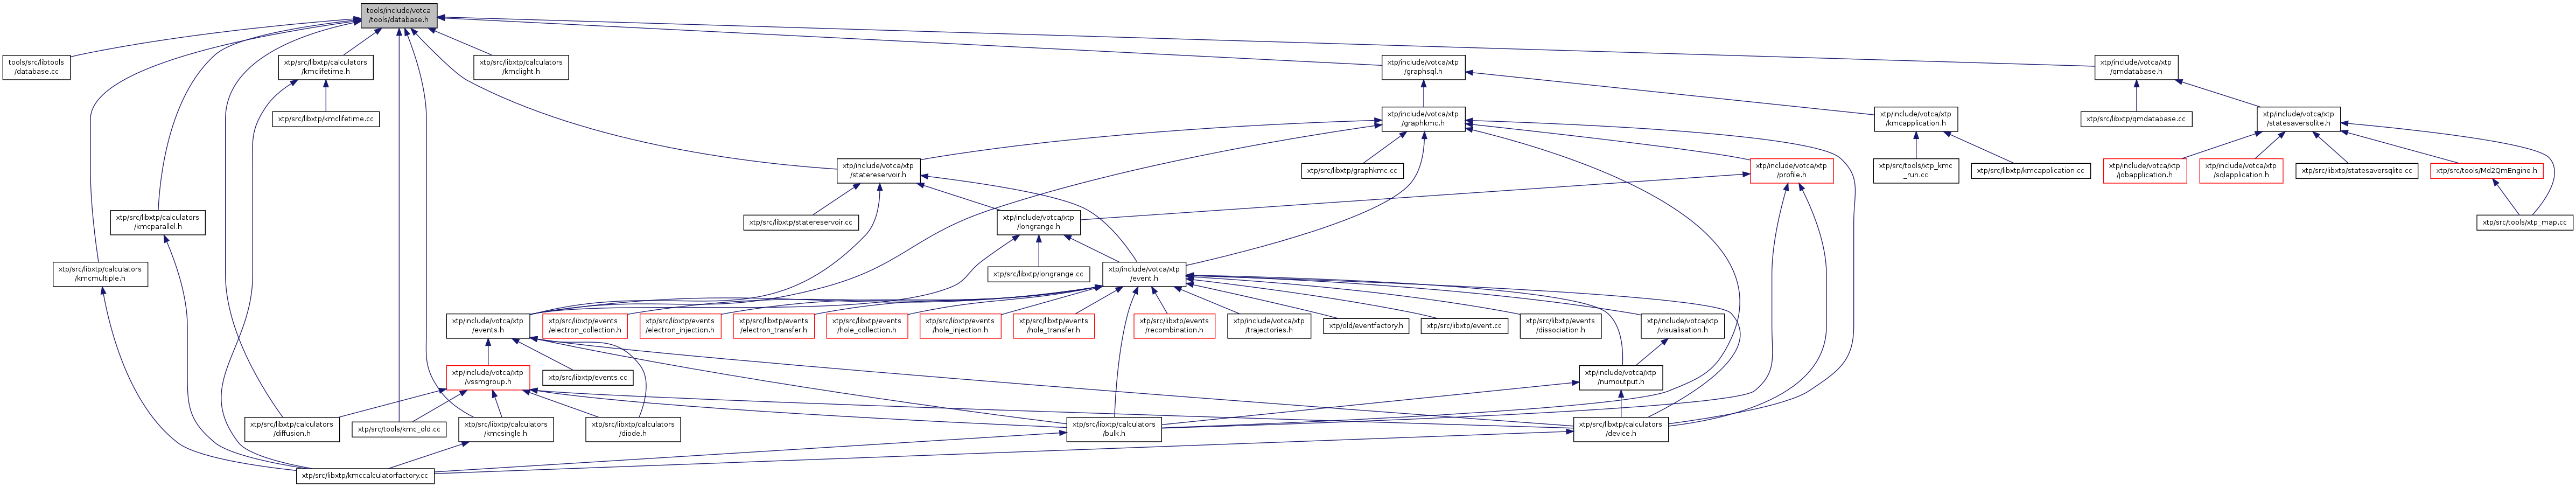 tools/include/votca
/tools/database.h
tools/src/libtools
/database.cc
xtp/src/libxtp/calculators
/kmclifetime.h
xtp/src/libxtp/calculators
/kmclight.h
xtp/include/votca/xtp
/graphsql.h
xtp/include/votca/xtp
/qmdatabase.h
xtp/src/libxtp/kmclifetime.cc
xtp/include/votca/xtp
/graphkmc.h
xtp/include/votca/xtp
/kmcapplication.h
xtp/src/libxtp/qmdatabase.cc
xtp/include/votca/xtp
/statesaversqlite.h
xtp/include/votca/xtp
/statereservoir.h
xtp/src/libxtp/graphkmc.cc
xtp/include/votca/xtp
/profile.h
xtp/src/tools/xtp_kmc
_run.cc
xtp/src/libxtp/kmcapplication.cc
xtp/include/votca/xtp
/jobapplication.h
xtp/include/votca/xtp
/sqlapplication.h
xtp/src/libxtp/statesaversqlite.cc
xtp/src/tools/Md2QmEngine.h
xtp/src/libxtp/calculators
/kmcparallel.h
xtp/src/libxtp/statereservoir.cc
xtp/include/votca/xtp
/longrange.h
xtp/src/tools/xtp_map.cc
xtp/src/libxtp/calculators
/kmcmultiple.h
xtp/src/libxtp/longrange.cc
xtp/include/votca/xtp
/event.h
xtp/include/votca/xtp
/events.h
xtp/src/libxtp/events
/electron_collection.h
xtp/src/libxtp/events
/electron_injection.h
xtp/src/libxtp/events
/electron_transfer.h
xtp/src/libxtp/events
/hole_collection.h
xtp/src/libxtp/events
/hole_injection.h
xtp/src/libxtp/events
/hole_transfer.h
xtp/src/libxtp/events
/recombination.h
xtp/include/votca/xtp
/trajectories.h
xtp/old/eventfactory.h
xtp/src/libxtp/event.cc
xtp/src/libxtp/events
/dissociation.h
xtp/include/votca/xtp
/visualisation.h
xtp/include/votca/xtp
/vssmgroup.h
xtp/src/libxtp/events.cc
xtp/include/votca/xtp
/numoutput.h
xtp/src/libxtp/calculators
/diffusion.h
xtp/src/tools/kmc_old.cc
xtp/src/libxtp/calculators
/kmcsingle.h
xtp/src/libxtp/calculators
/diode.h
xtp/src/libxtp/calculators
/bulk.h
xtp/src/libxtp/calculators
/device.h
xtp/src/libxtp/kmccalculatorfactory.cc